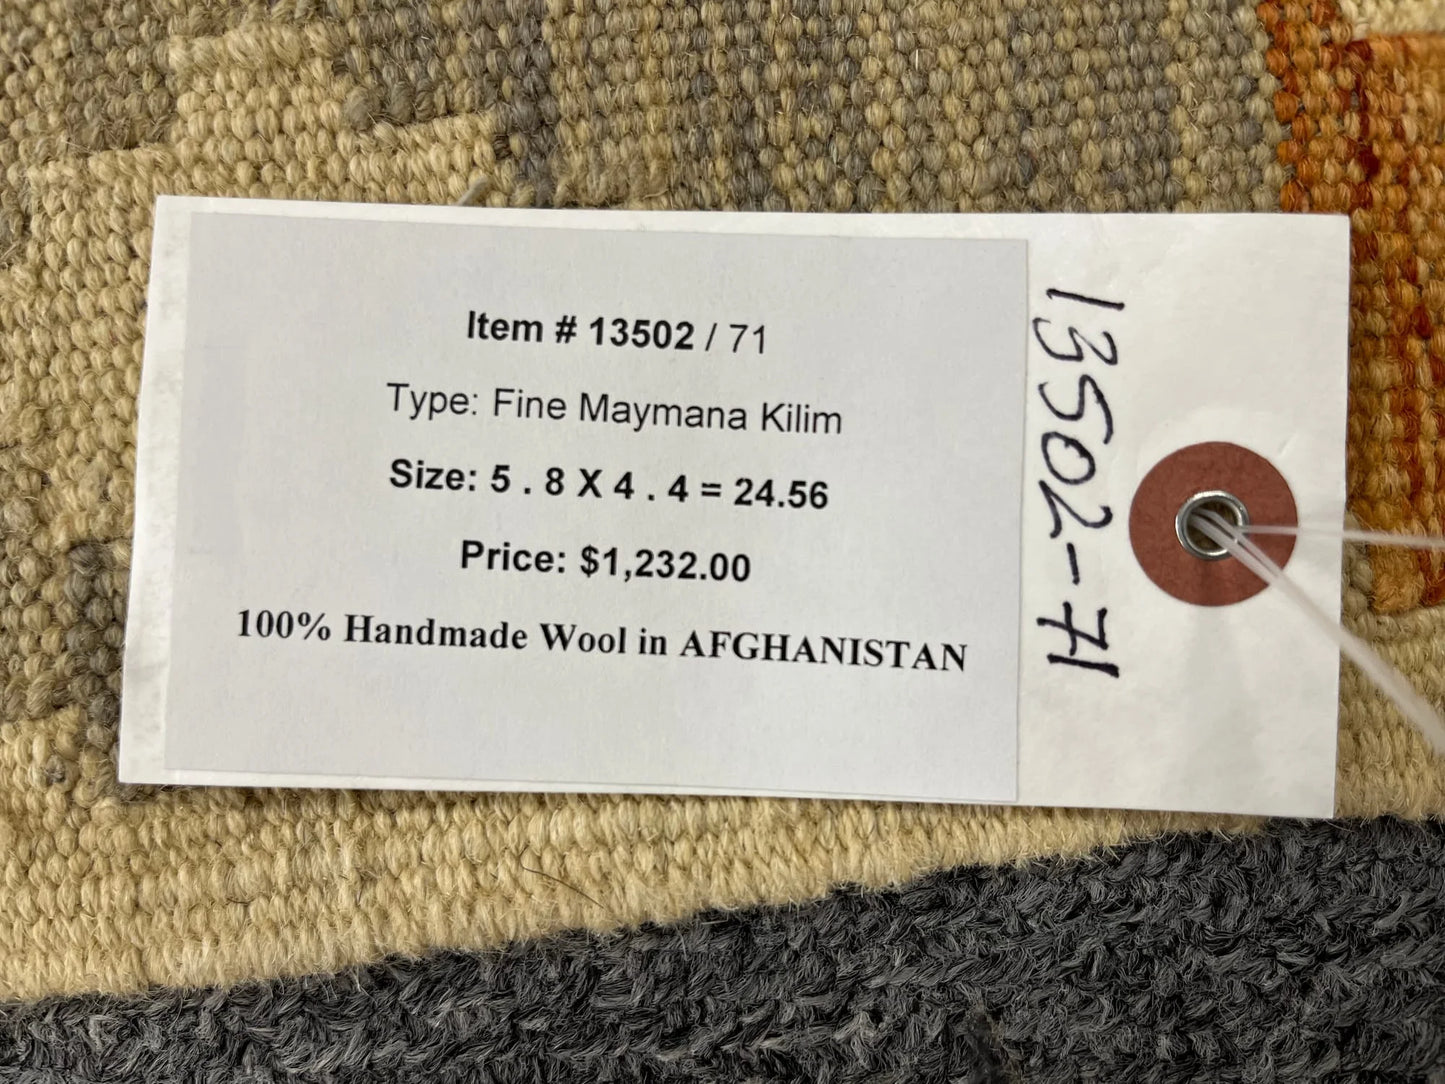 Item # 13502 / 71
Type: Fine Maymana Kilim
Size: 5 . 8 X 4 . 4 = 24.56
Price: $1,232.00
100% Handmade Wool in AFGHANISTAN
13502-71